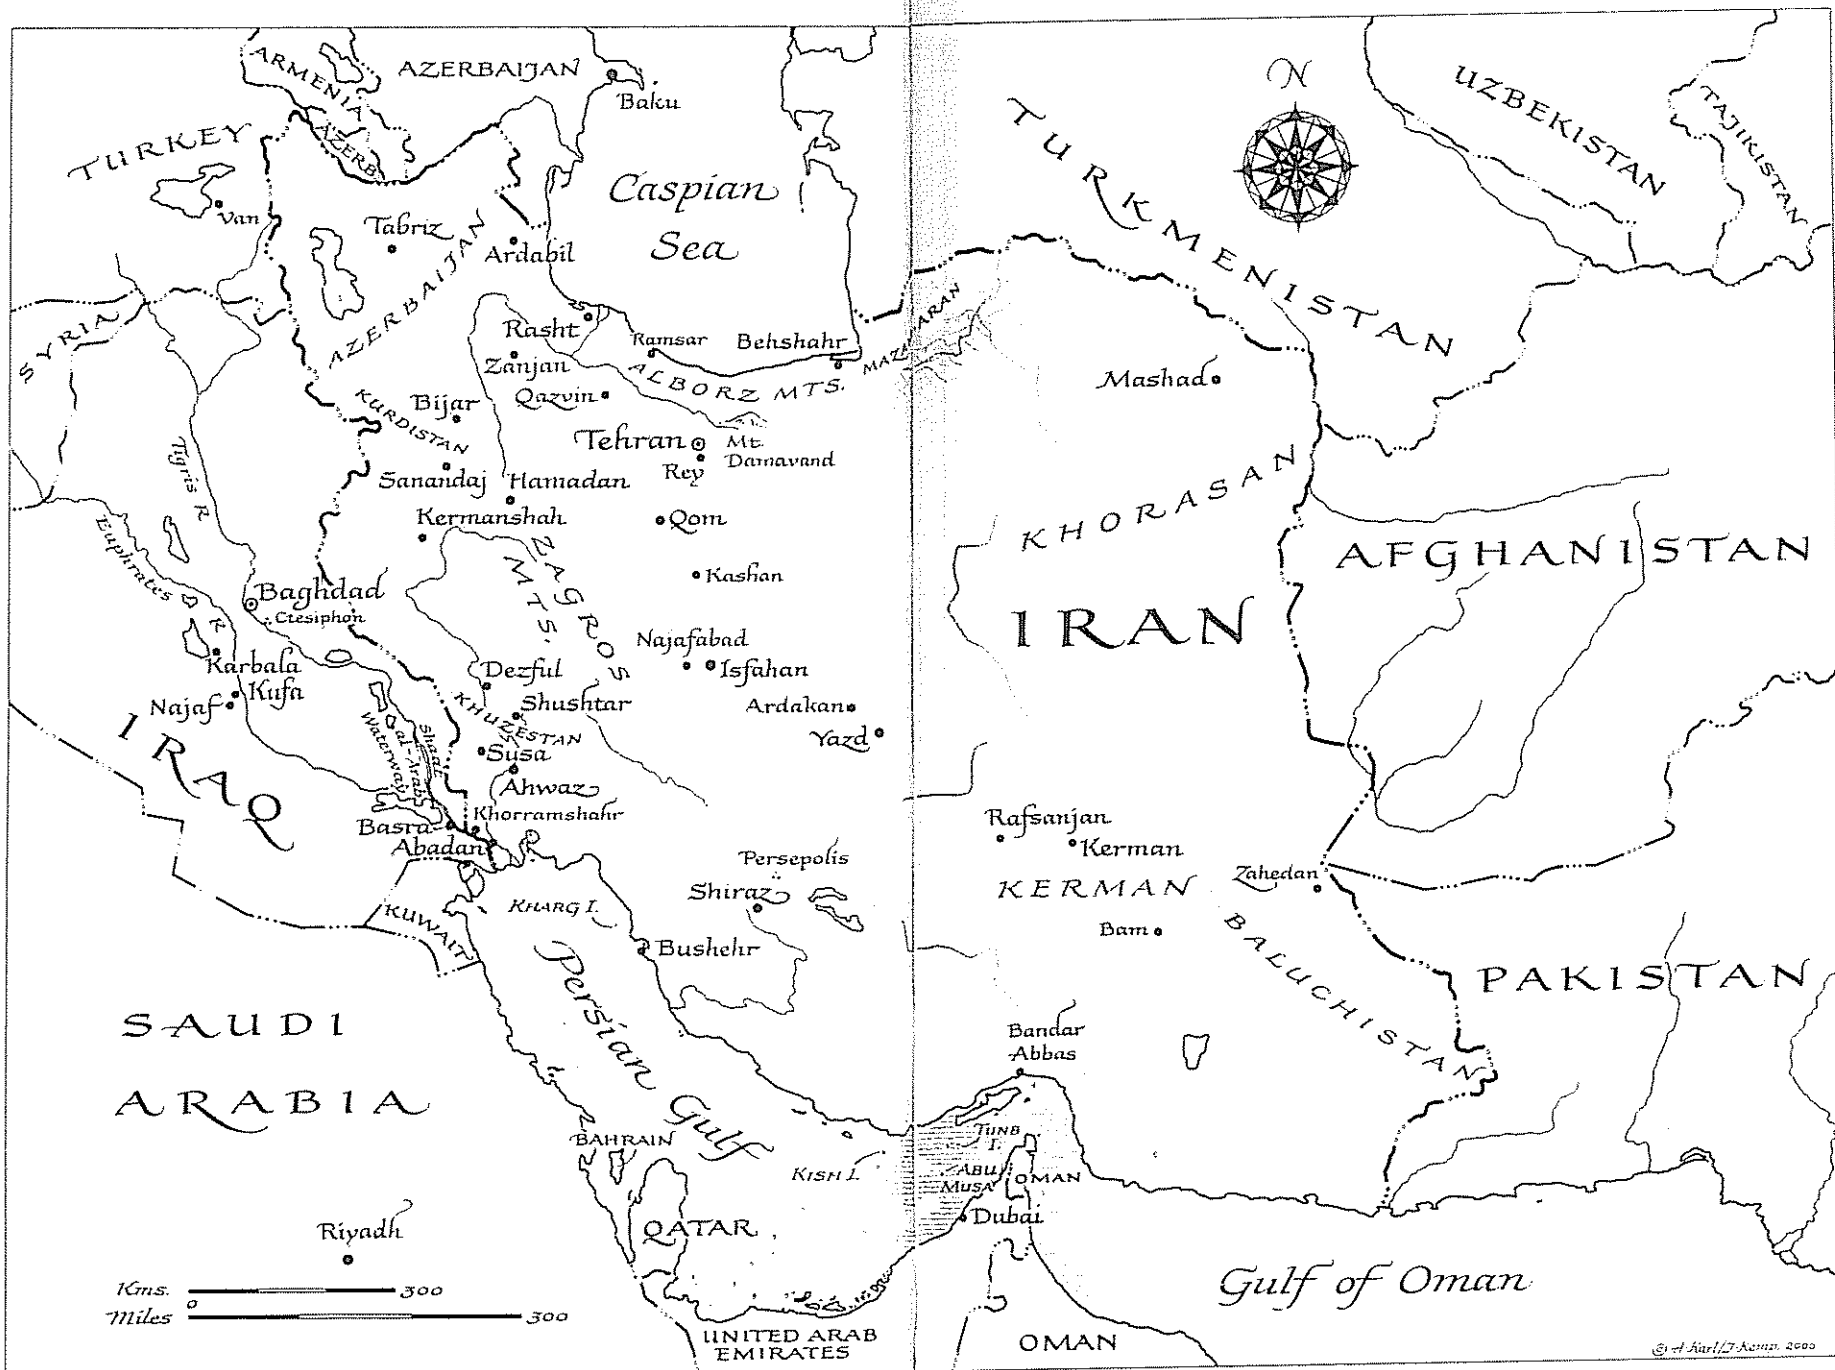 ARMENIA
AZERBAIJAN
Baku
TURKEY
AZERB
Van
Tabriz
AZERBAIJAN
Ardabil
Caspian
Sea
N
TURKMENISTAN
UZBEKISTAN
TAJIKISTAN
SYRIA
Rasht
Ramsar
Behshahr
Zanjan
ALBORZ MTS.
Qazvin
Mashad
KURDISTAN
Bijar
Tehran
Mt.
Damavand
Rey
Sanandaj
Hamadan
Kermanshah
Qom
Tigris R
Euphrates R
ZAGROS
MTS.
Kashan
KHORASAN
AFGHANISTAN
IRAN
Baghdad
Ctesiphon
Karbala
Kufa
Najaf
IRAQ
Najafabad
Isfahan
Dezful
Shushtar
KHUZESTAN
Susa
Ahwaz
Ardakan
Yazd
Shaat
al-Arab
Waterway
Khorramshahr
Basra
Abadan
Rafsanjan
Kerman
KERMAN
Zahedan
Bam
BALUCHISTAN
PAKISTAN
Persepolis
Shiraz
KUWAIT
KHARG I.
Bushehr
Persian Gulf
SAUDI
ARABIA
Bandar
Abbas
TUNB
I.
ABU
MUSA
OMAN
Dubai
BAHRAIN
KISH I.
QATAR
Riyadh
Kms.
300
0
Miles
300
UNITED ARAB
EMIRATES
OMAN
Gulf of Oman
2000